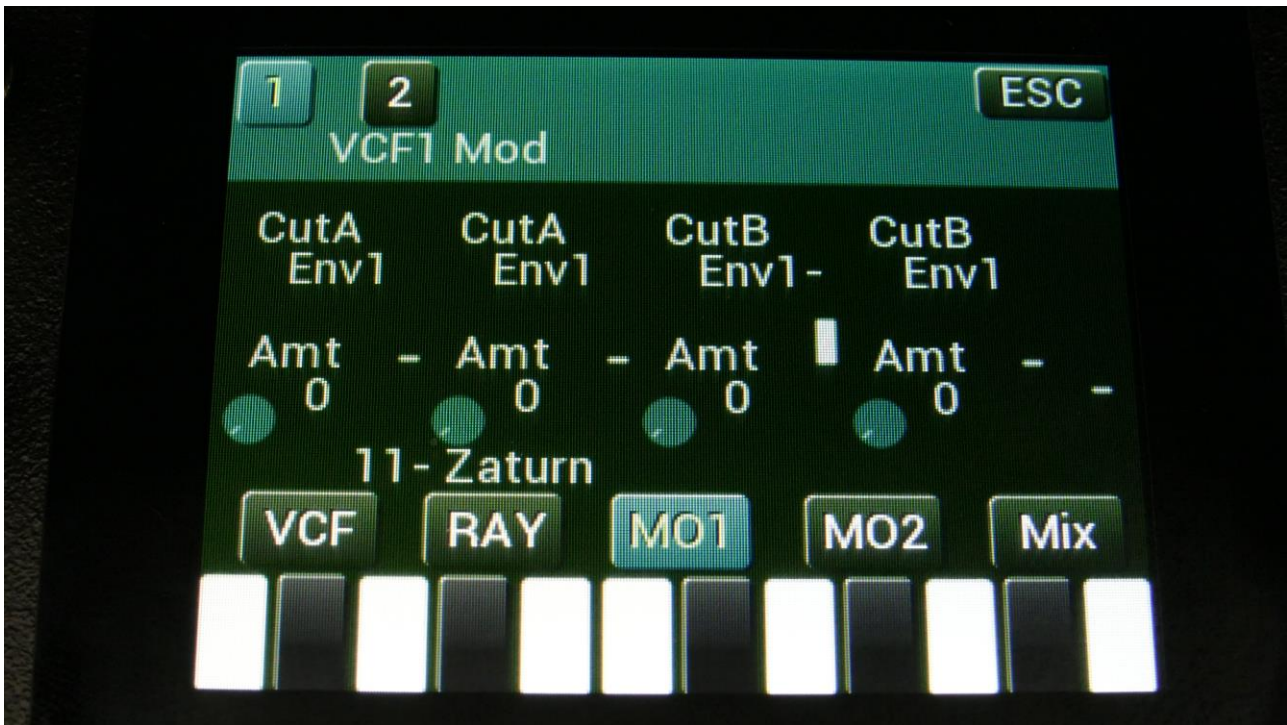 1 2 ESC
VCF1 Mod
CutA CutA CutB CutB
Env1 Env1 Env1- Env1
Amt - Amt - Amt Amt -
0 0 0 0 -
11- Zaturn
VCF RAY MO1 MO2 Mix